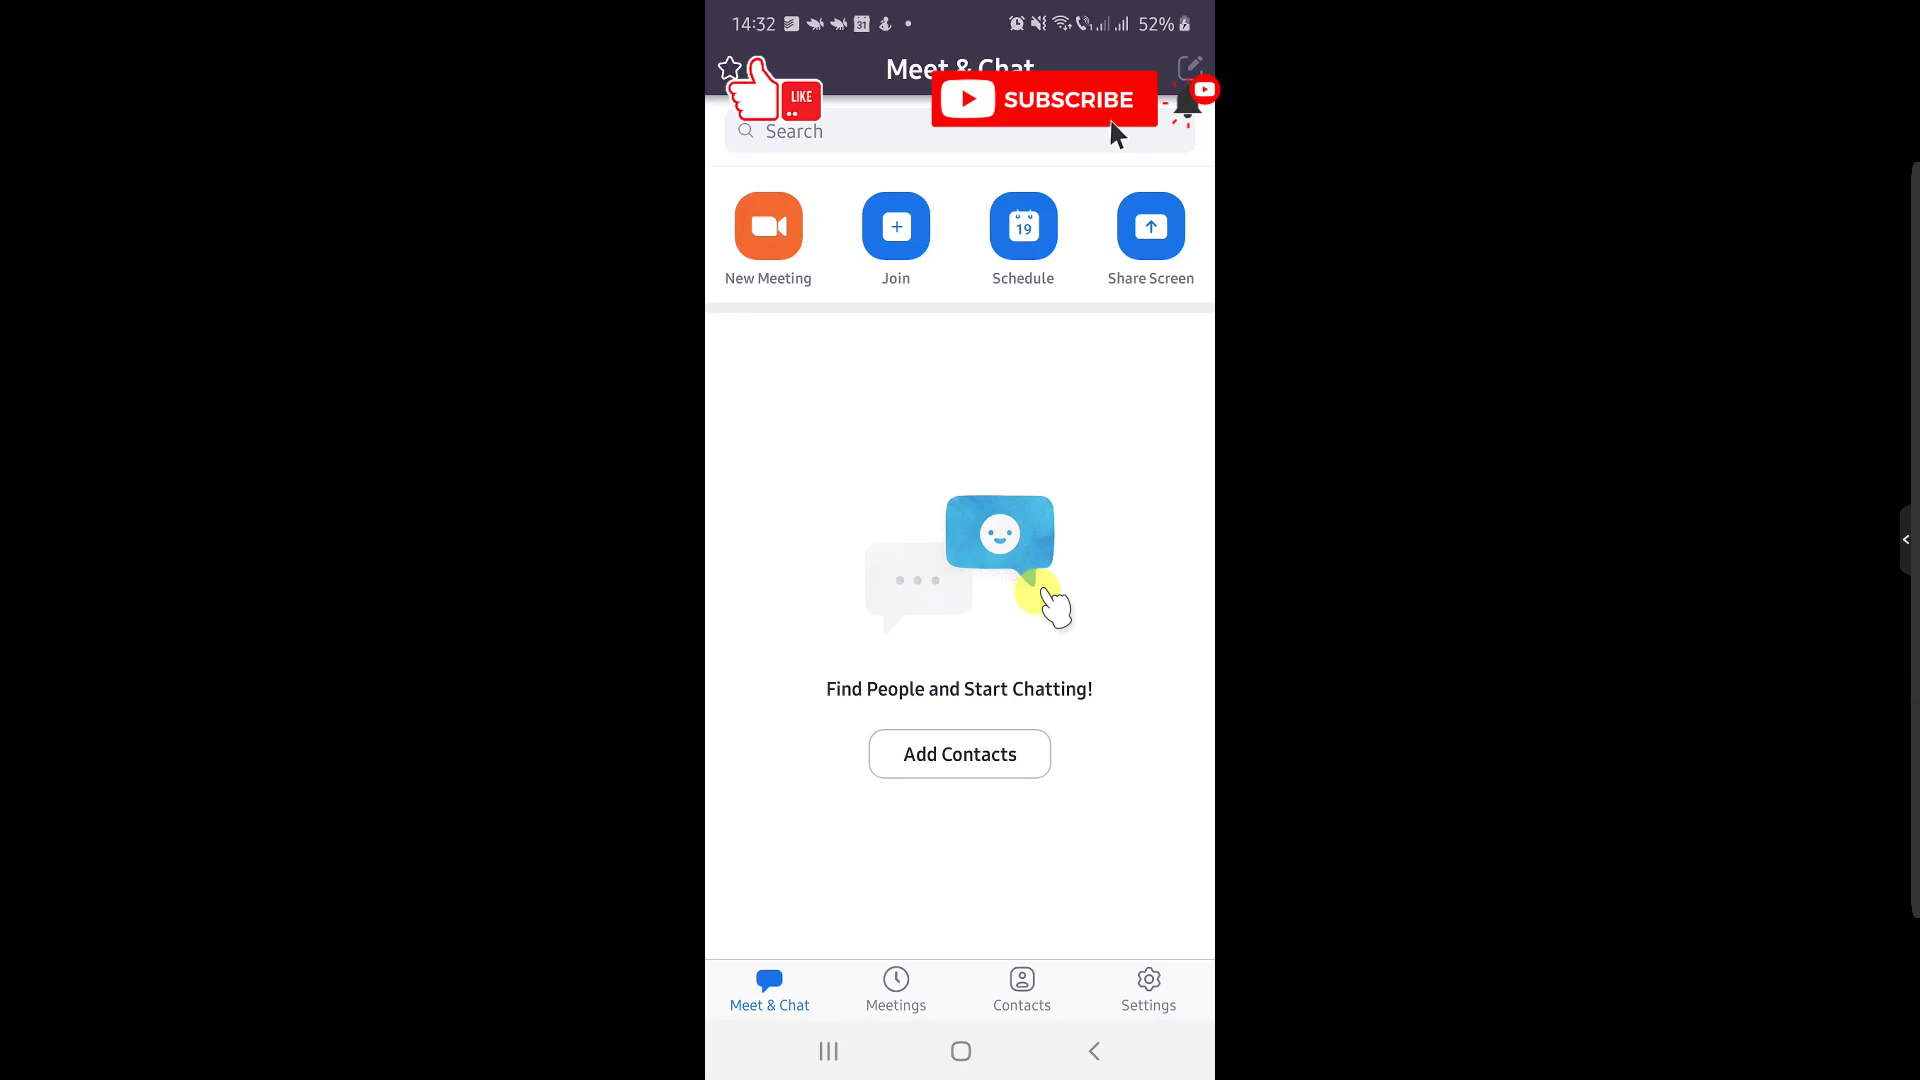 14:32 31 52%
Meet & Chat
LIKE
SUBSCRIBE
Search
19
New Meeting Join Schedule Share Screen
Find People and Start Chatting!
Add Contacts
Meet & Chat Meetings Contacts Settings